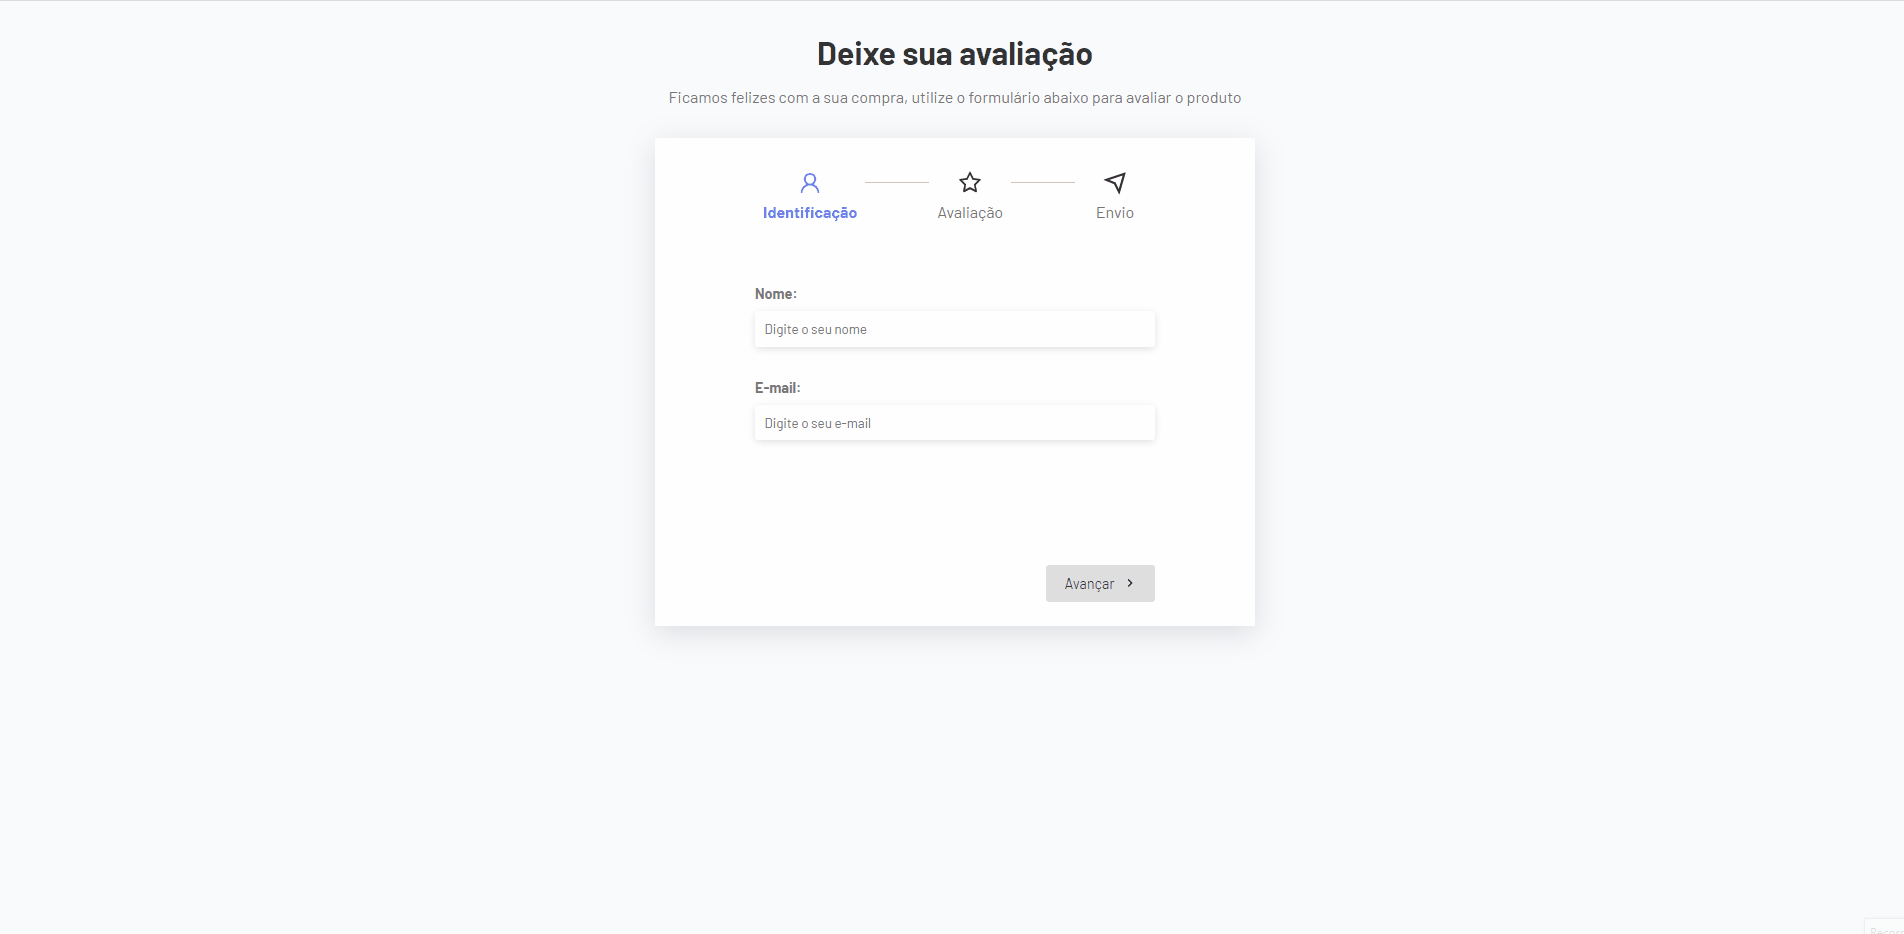 Deixe sua avaliação
Ficamos felizes com a sua compra, utilize o formulário abaixo para avaliar o produto
Identificação
Avaliação
Envio
Nome:
Digite o seu nome
E-mail:
Digite o seu e-mail
Avançar